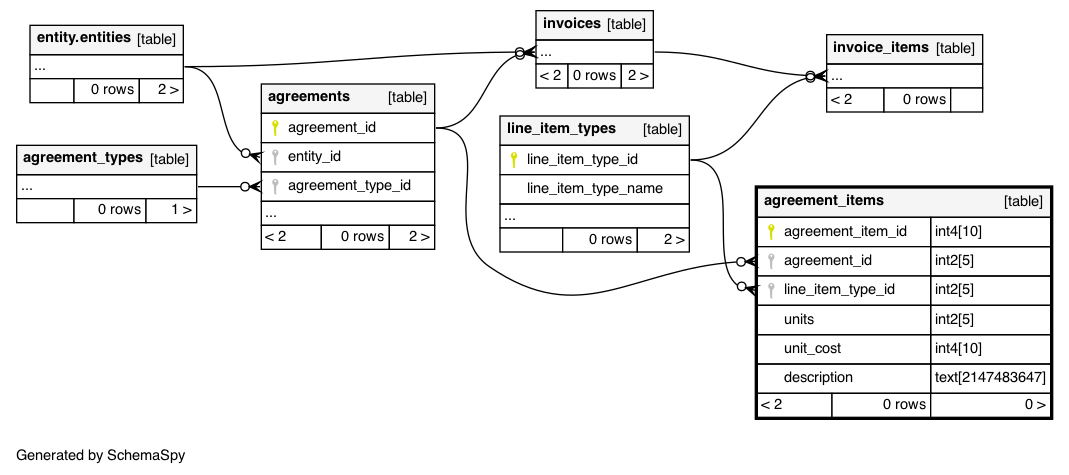 entity.entities [table]
...
0 rows 2 >
agreement_types [table]
...
0 rows 1 >
agreements [table]
agreement_id
entity_id
agreement_type_id
...
< 2 0 rows 2 >
invoices [table]
...
< 2 0 rows 2 >
line_item_types [table]
line_item_type_id
line_item_type_name
...
0 rows 2 >
invoice_items [table]
...
< 2 0 rows
agreement_items [table]
agreement_item_id int4[10]
agreement_id int2[5]
line_item_type_id int2[5]
units int2[5]
unit_cost int4[10]
description text[2147483647]
< 2 0 rows 0 >
Generated by SchemaSpy